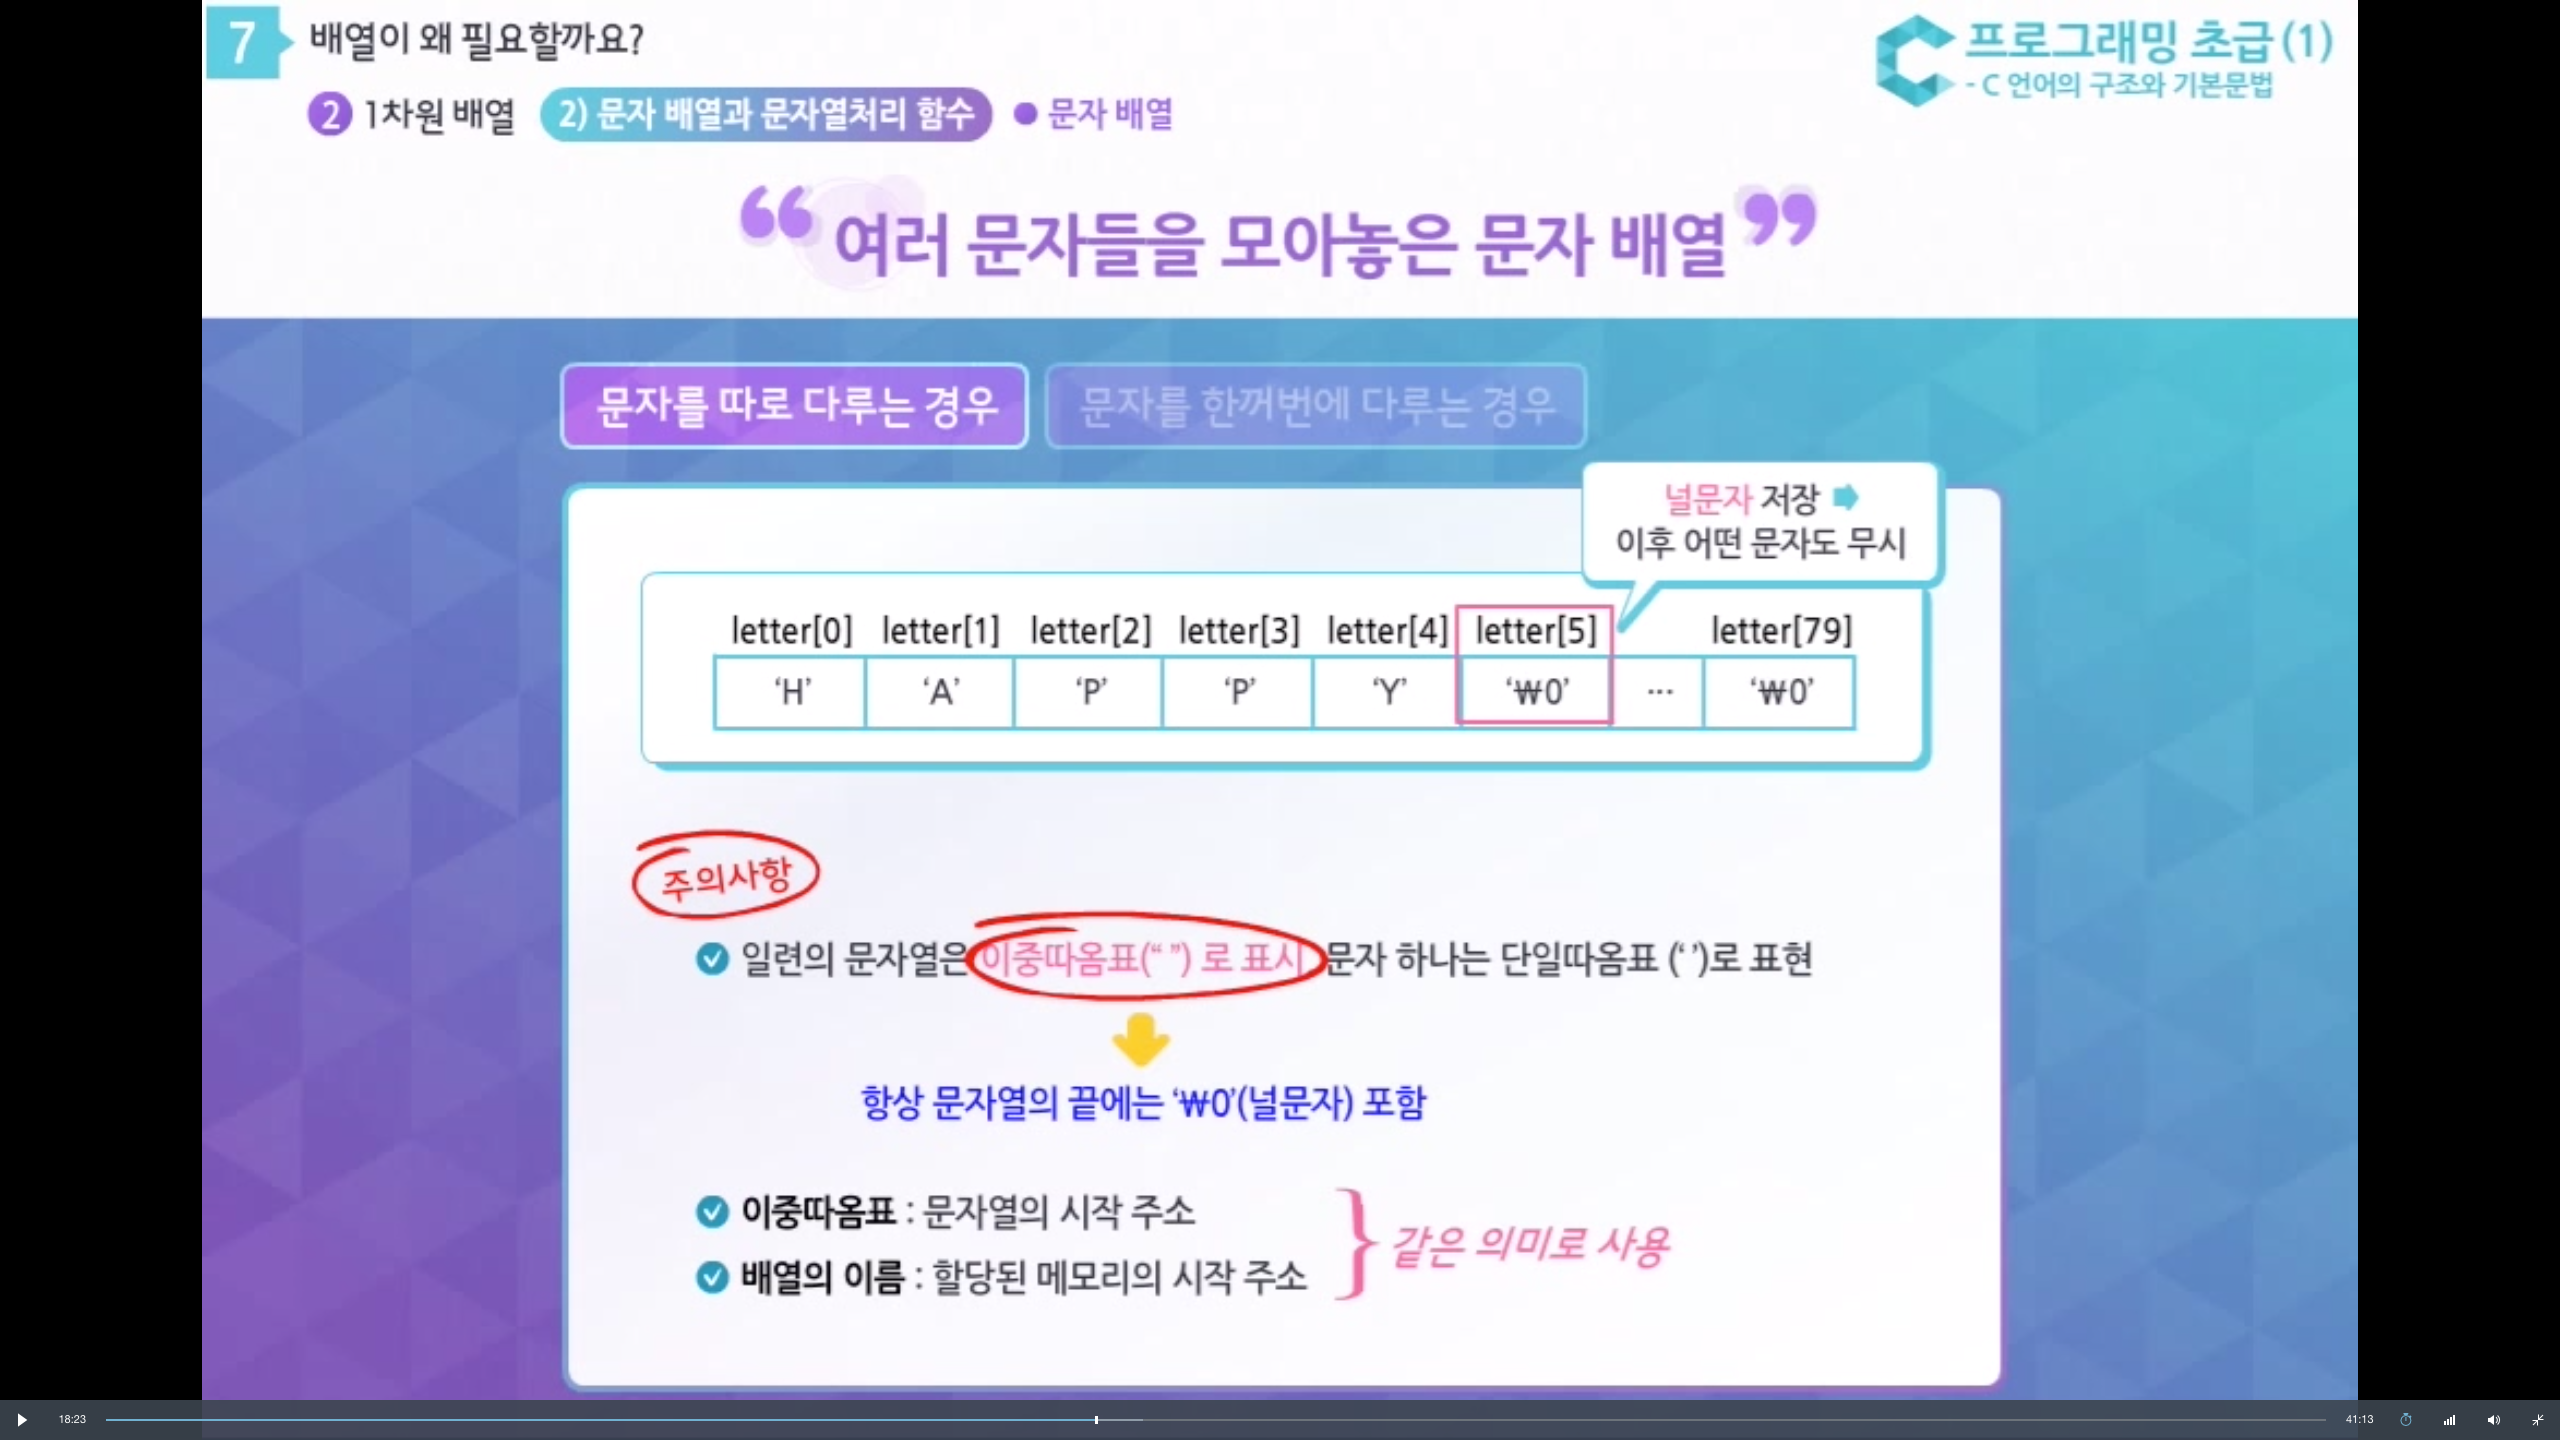 7 배열이 왜 필요할까요?
프로그래밍 초급(1)
- C 언어의 구조와 기본문법
2 1차원 배열 2) 문자 배열과 문자열처리 함수 ● 문자 배열
“여러 문자들을 모아놓은 문자 배열”
문자를 따로 다루는 경우 문자를 한꺼번에 다루는 경우
널문자 저장 ➡
이후 어떤 문자도 무시
letter[0] letter[1] letter[2] letter[3] letter[4] letter[5] letter[79]
‘H’ ‘A’ ‘P’ ‘P’ ‘Y’ ‘₩0’ ··· ‘₩0’
주의사항
일련의 문자열은 이중따옴표(“ ”) 로 표시 문자 하나는 단일따옴표 (‘ ’)로 표현
항상 문자열의 끝에는 ‘₩0’(널문자) 포함
이중따옴표 : 문자열의 시작 주소
배열의 이름 : 할당된 메모리의 시작 주소
같은 의미로 사용
18:23 41:13